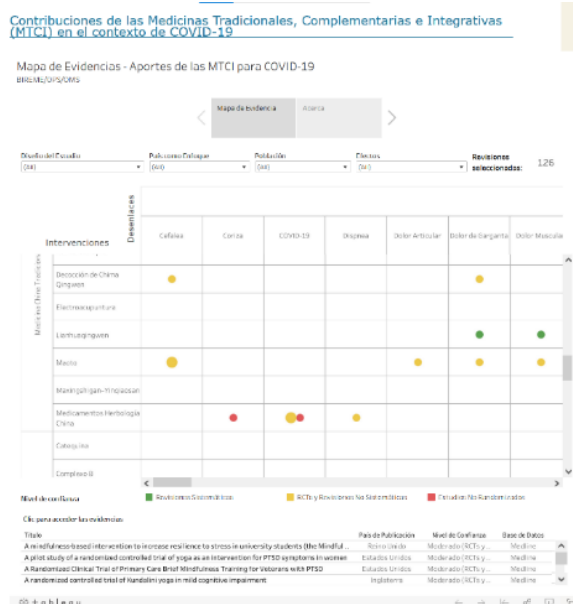 Contribuciones de las Medicinas Tradicionales, Complementarias e Integrativas
(MTCI) en el contexto de COVID-19
Mapa de Evidencias - Aportes de las MTCI para COVID-19
BIREME/OPS/OMS
Mapa de Evidencia
Acerca
Diseño del Estudio
País como Enfoque
Población
Efectos
Revisiones
seleccionadas:
126
(All)
(All)
(All)
(All)
Desenlaces
Intervenciones
Cefalea
Coriza
COVID-19
Dispnea
Dolor Articular
Dolor de Garganta
Dolor Muscula
Medicina China Tradicion
Decocción de Chima
Qingwen
Electroacupuntura
Lianhuaqingwen
Maxingshigan-Yinqiaosan
Medicamentos Herbología
China
Catequina
Complexo B
Nivel de confianza
Revisiones Sistemáticas
RCTs y Revisiones No Sistemáticas
Estudios No Randomizados
Clic para acceder las evidencias
Título
País de Publicación
Nivel de Confianza
Base de Datos
A mindfulness-based intervention to increase resilience to stress in university students (the Mindful ..
Reino Unido
Moderado (RCTs y...
Medline
A pilot study of a randomized controlled trial of yoga as an intervention for PTSD symptoms in women
Estados Unidos
Moderado (RCTs y...
Medline
A Randomized Clinical Trial of Primary Care Brief Mindfulness Training for Veterans with PTSD
Estados Unidos
Moderado (RCTs y...
Medline
A randomized controlled trial of Kundalini yoga in mild cognitive impairment
Inglaterra
Moderado (RCTs y...
Medline
+ableau